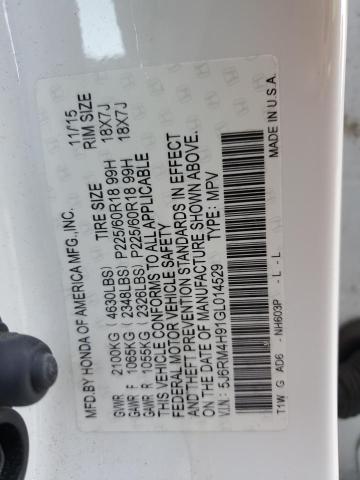 MFD.BY HONDA OF AMERICA MFG.,INC. 11/15
TIRE SIZE RIM SIZE
GVWR 2100KG (4630LBS)
GAWR F 1065KG (2348LBS) P225/60R18 99H 18X7J
GAWR R 1055KG (2326LBS) P225/60R18 99H 18X7J
THIS VEHICLE CONFORMS TO ALL APPLICABLE
FEDERAL MOTOR VEHICLE SAFETY
AND THEFT PREVENTION STANDARDS IN EFFECT
ON THE DATE OF MANUFACTURE SHOWN ABOVE.
V.I.N.: 5J6RM4H91GL014529 TYPE: MPV
T1W G AD6 -NH603P - L - L MADE IN U.S.A.